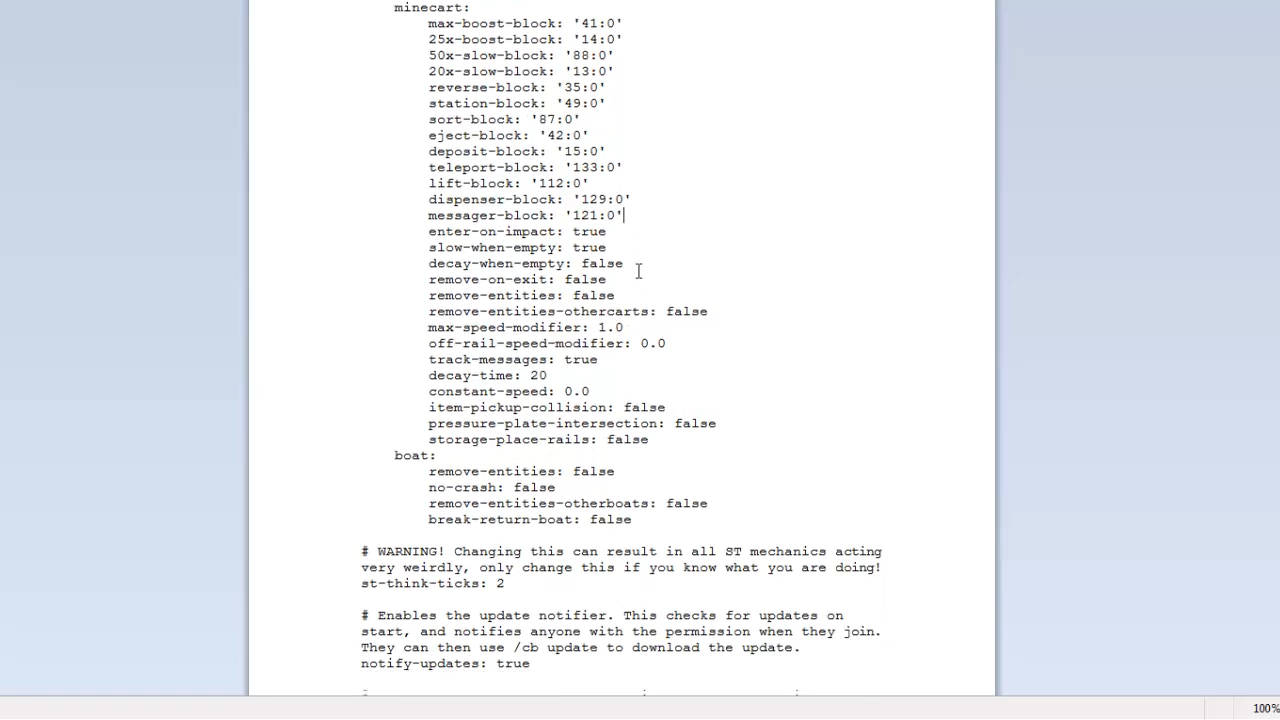 minecart:
max-boost-block: '41:0'
25x-boost-block: '14:0'
50x-slow-block: '88:0'
20x-slow-block: '13:0'
reverse-block: '35:0'
station-block: '49:0'
sort-block: '87:0'
eject-block: '42:0'
deposit-block: '15:0'
teleport-block: '133:0'
lift-block: '112:0'
dispenser-block: '129:0'
messager-block: '121:0'
enter-on-impact: true
slow-when-empty: true
decay-when-empty: false
remove-on-exit: false
remove-entities: false
remove-entities-othercarts: false
max-speed-modifier: 1.0
off-rail-speed-modifier: 0.0
track-messages: true
decay-time: 20
constant-speed: 0.0
item-pickup-collision: false
pressure-plate-intersection: false
storage-place-rails: false
boat:
remove-entities: false
no-crash: false
remove-entities-otherboats: false
break-return-boat: false
# WARNING! Changing this can result in all ST mechanics acting
very weirdly, only change this if you know what you are doing!
st-think-ticks: 2
# Enables the update notifier. This checks for updates on
start, and notifies anyone with the permission when they join.
They can then use /cb update to download the update.
notify-updates: true
100%